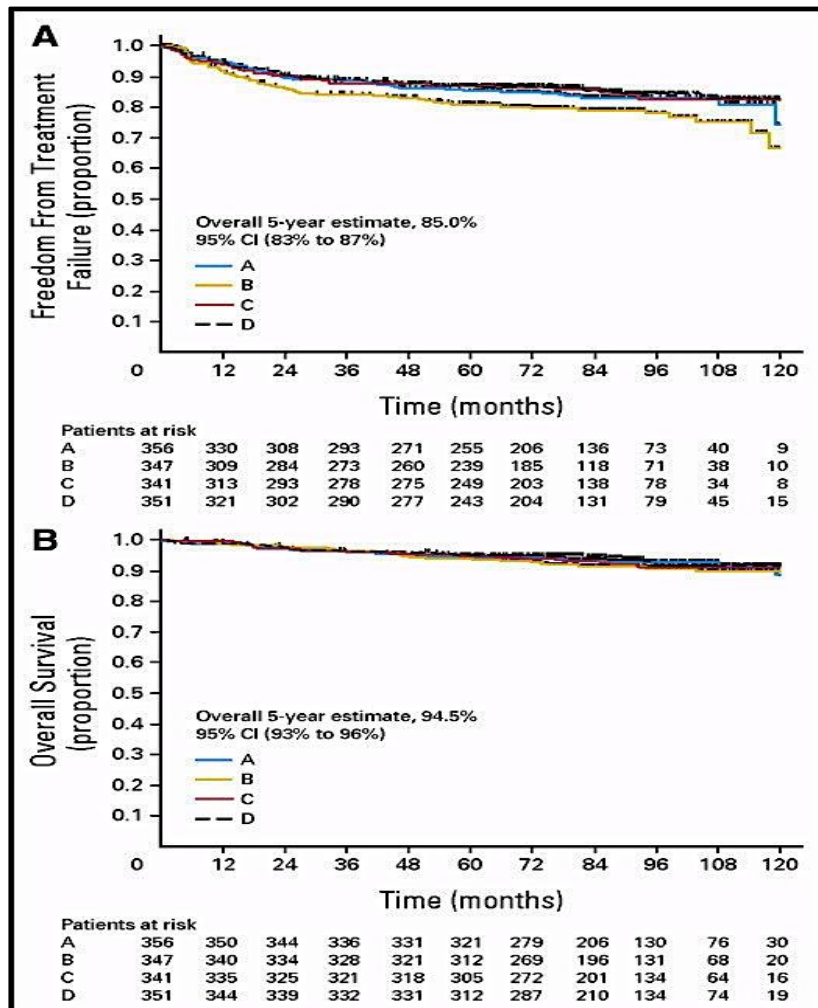 A
Freedom From Treatment
Failure (proportion)
1.0
0.9
0.8
0.7
0.6
0.5
0.4
0.3
0.2
0.1
Overall 5-year estimate, 85.0%
95% CI (83% to 87%)
A
B
C
D
0 12 24 36 48 60 72 84 96 108 120
Time (months)
Patients at risk
A 356 330 308 293 271 255 206 136 73 40 9
B 347 309 284 273 260 239 185 118 71 38 10
C 341 313 293 278 275 249 203 138 78 34 8
D 351 321 302 290 277 243 204 131 79 45 15
B
Overall Survival
(proportion)
1.0
0.9
0.8
0.7
0.6
0.5
0.4
0.3
0.2
0.1
Overall 5-year estimate, 94.5%
95% CI (93% to 96%)
A
B
C
D
0 12 24 36 48 60 72 84 96 108 120
Time (months)
Patients at risk
A 356 350 344 336 331 321 279 206 130 76 30
B 347 340 334 328 321 312 269 196 131 68 20
C 341 335 325 321 318 305 272 201 134 64 16
D 351 344 339 332 331 312 287 210 134 74 19